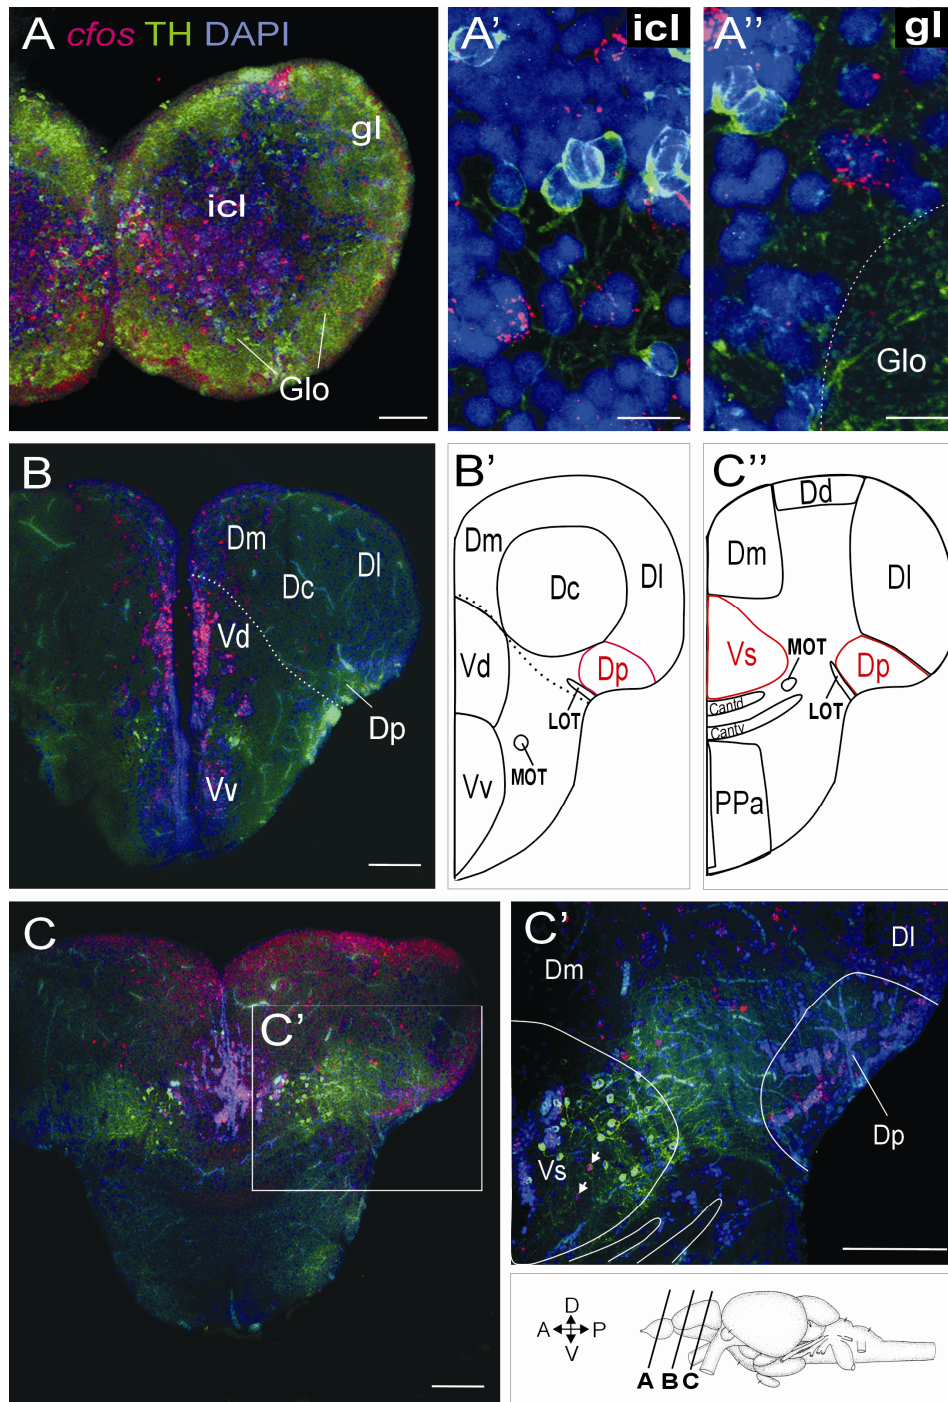 A cfos TH DAPI
gl
icl
Glo
A' icl
A'' gl
Glo
B
Dm
Dl
Dc
Vd
Dp
Vv
B'
Dm
Dl
Dc
Vd
Dp
LOT
MOT
Vv
C''
Dd
Dm
Dl
Vs
MOT
Dp
LOT
Cantd
Cantv
PPa
C
C'
C'
Dl
Dm
Dp
Vs
D
A P
V
A B C